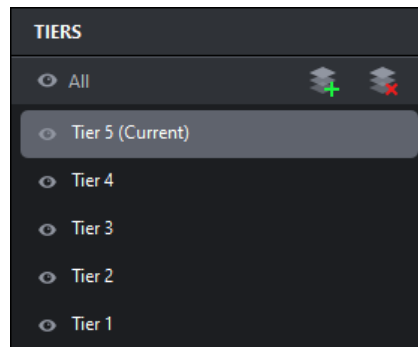 TIERS
All
Tier 5 (Current)
Tier 4
Tier 3
Tier 2
Tier 1